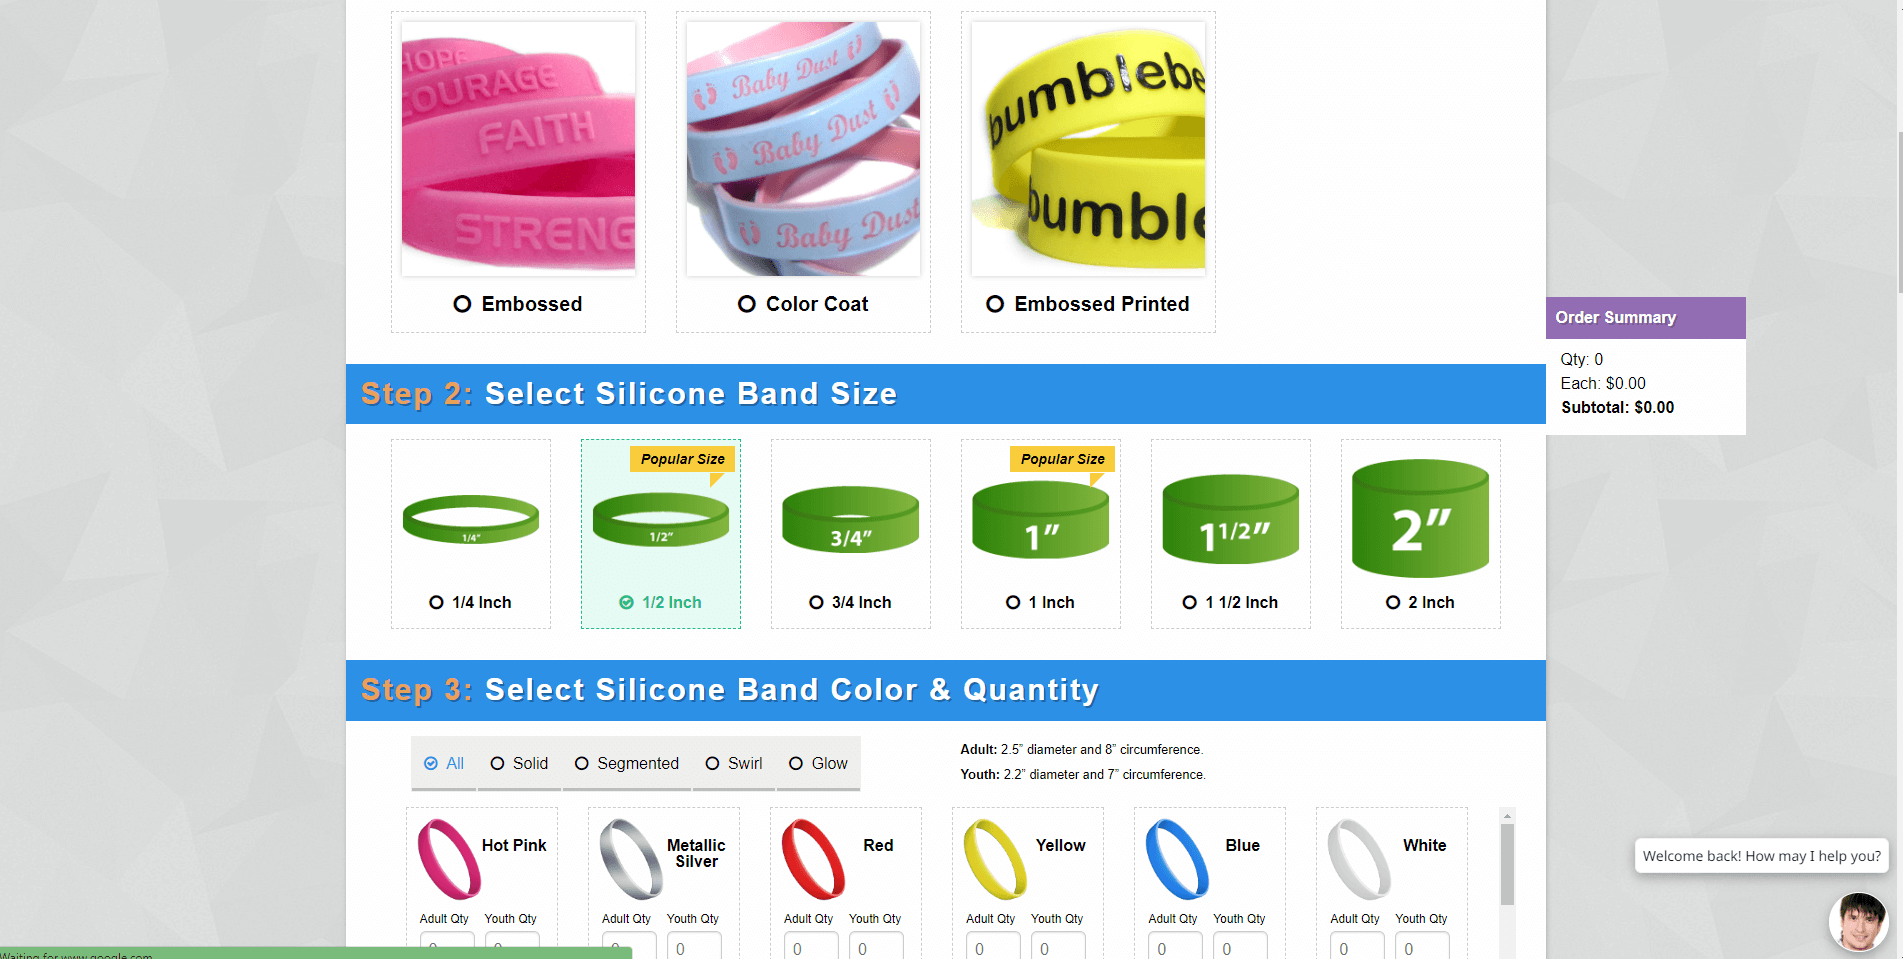 HOPE
COURAGE
FAITH
STRENG
Baby Dust
Baby Dust
Baby Dust
bumblebe
bumble
Embossed
Color Coat
Embossed Printed
Order Summary
Qty: 0
Each: $0.00
Subtotal: $0.00
Step 2: Select Silicone Band Size
Popular Size
Popular Size
1/4"
1/2"
3/4"
1"
1 1/2"
2"
1/4 Inch
1/2 Inch
3/4 Inch
1 Inch
1 1/2 Inch
2 Inch
Step 3: Select Silicone Band Color & Quantity
All
Solid
Segmented
Swirl
Glow
Adult: 2.5” diameter and 8” circumference.
Youth: 2.2” diameter and 7” circumference.
Hot Pink
Metallic
Silver
Red
Yellow
Blue
White
Adult Qty Youth Qty
Adult Qty Youth Qty
Adult Qty Youth Qty
Adult Qty Youth Qty
Adult Qty Youth Qty
Adult Qty Youth Qty
0 0
0 0
0 0
0 0
0 0
0 0
Welcome back! How may I help you?
Waiting for www.google.com